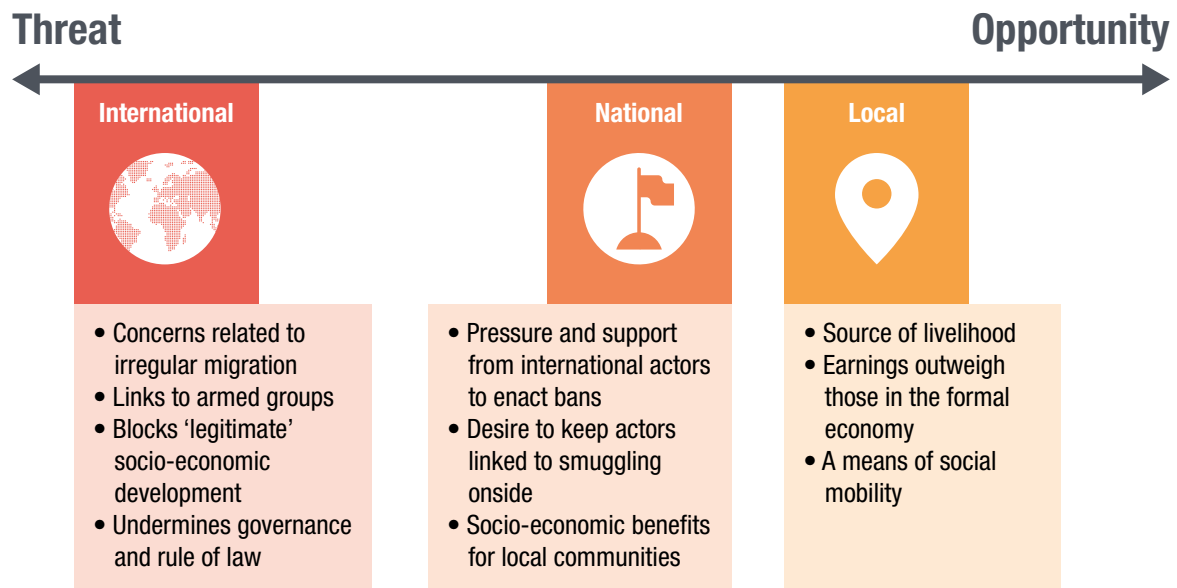 Threat
Opportunity
International
• Concerns related to
irregular migration
• Links to armed groups
• Blocks ‘legitimate’
socio-economic
development
• Undermines governance
and rule of law
National
• Pressure and support
from international actors
to enact bans
• Desire to keep actors
linked to smuggling
onside
• Socio-economic benefits
for local communities
Local
• Source of livelihood
• Earnings outweigh
those in the formal
economy
• A means of social
mobility